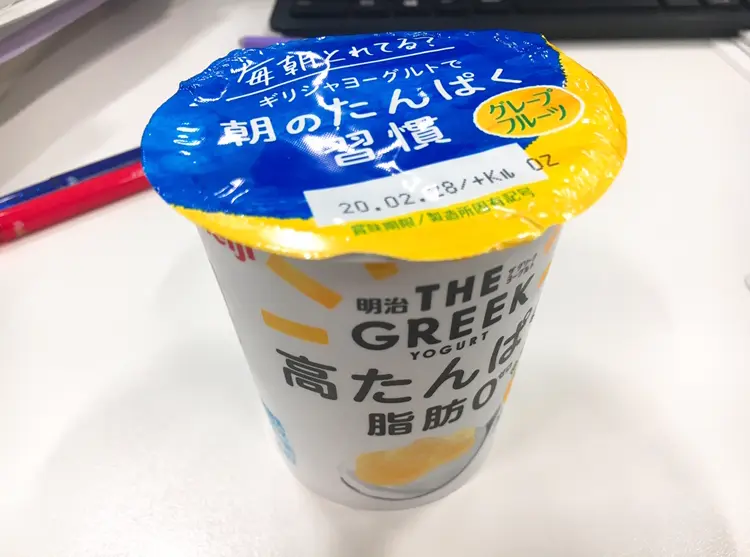 毎朝とれてる?
ギリシャヨーグルトで
朝のたんぱく
習慣
グレープ
フルーツ
20.02.28/+Kル 02
賞味期限/製造所固有記号
meiji
明治 THE
GREEK
YOGURT
高たんぱ
脂肪0